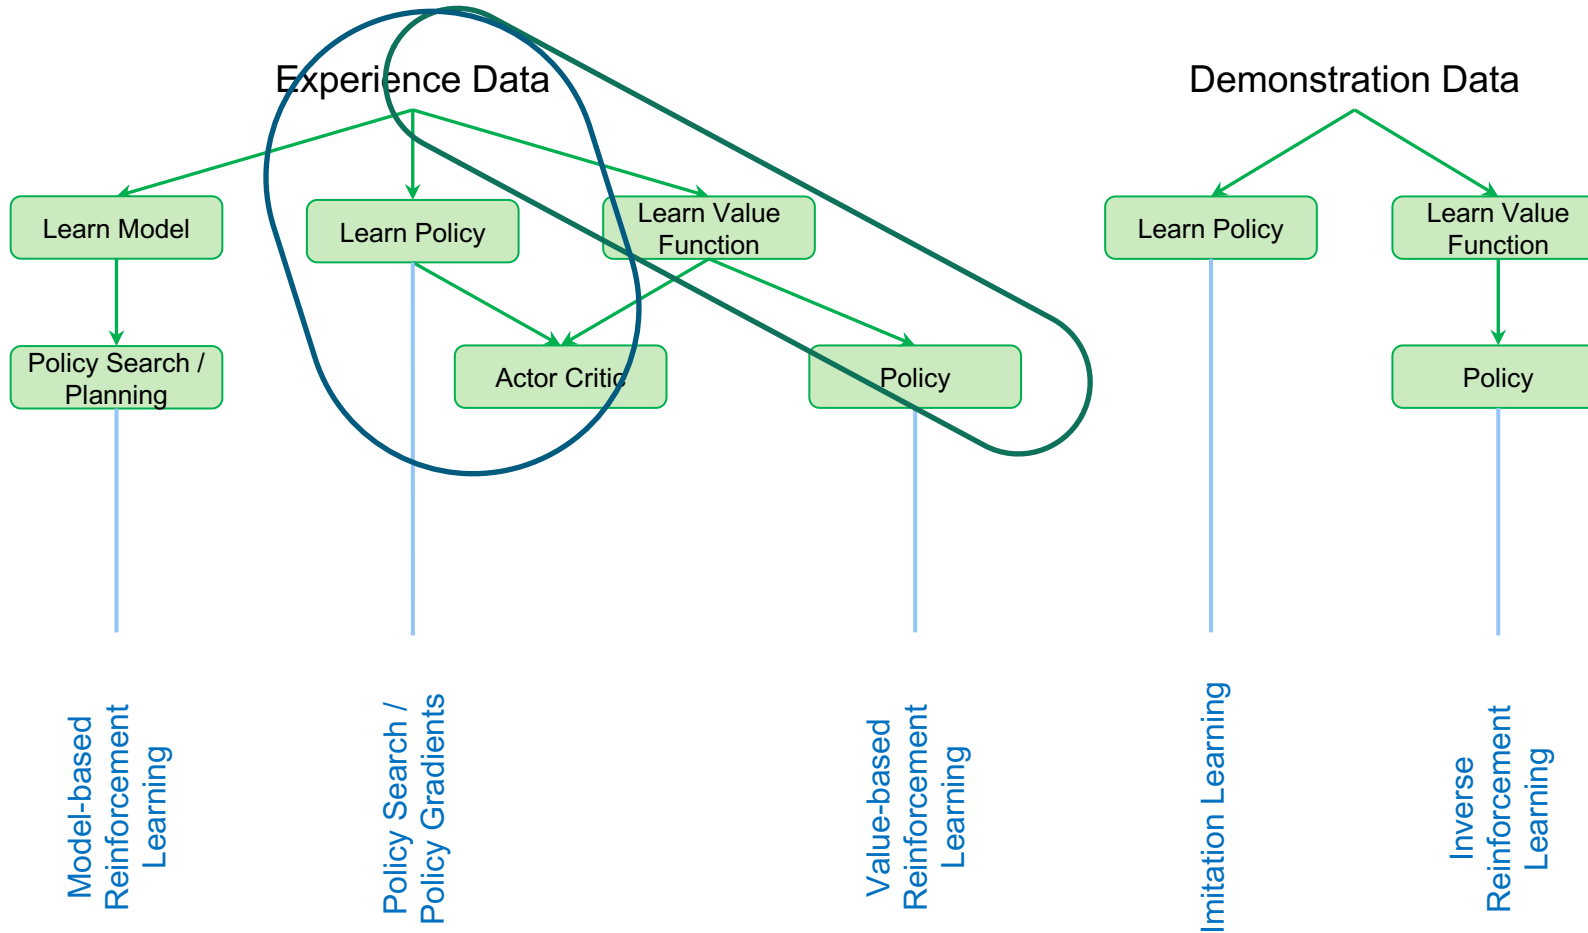 Experience Data
Demonstration Data
Learn Model
Learn Policy
Learn Value
Function
Learn Policy
Learn Value
Function
Policy Search /
Planning
Actor Critic
Policy
Policy
Model-based
Reinforcement
Learning
Policy Search /
Policy Gradients
Value-based
Reinforcement
Learning
Imitation Learning
Inverse
Reinforcement
Learning